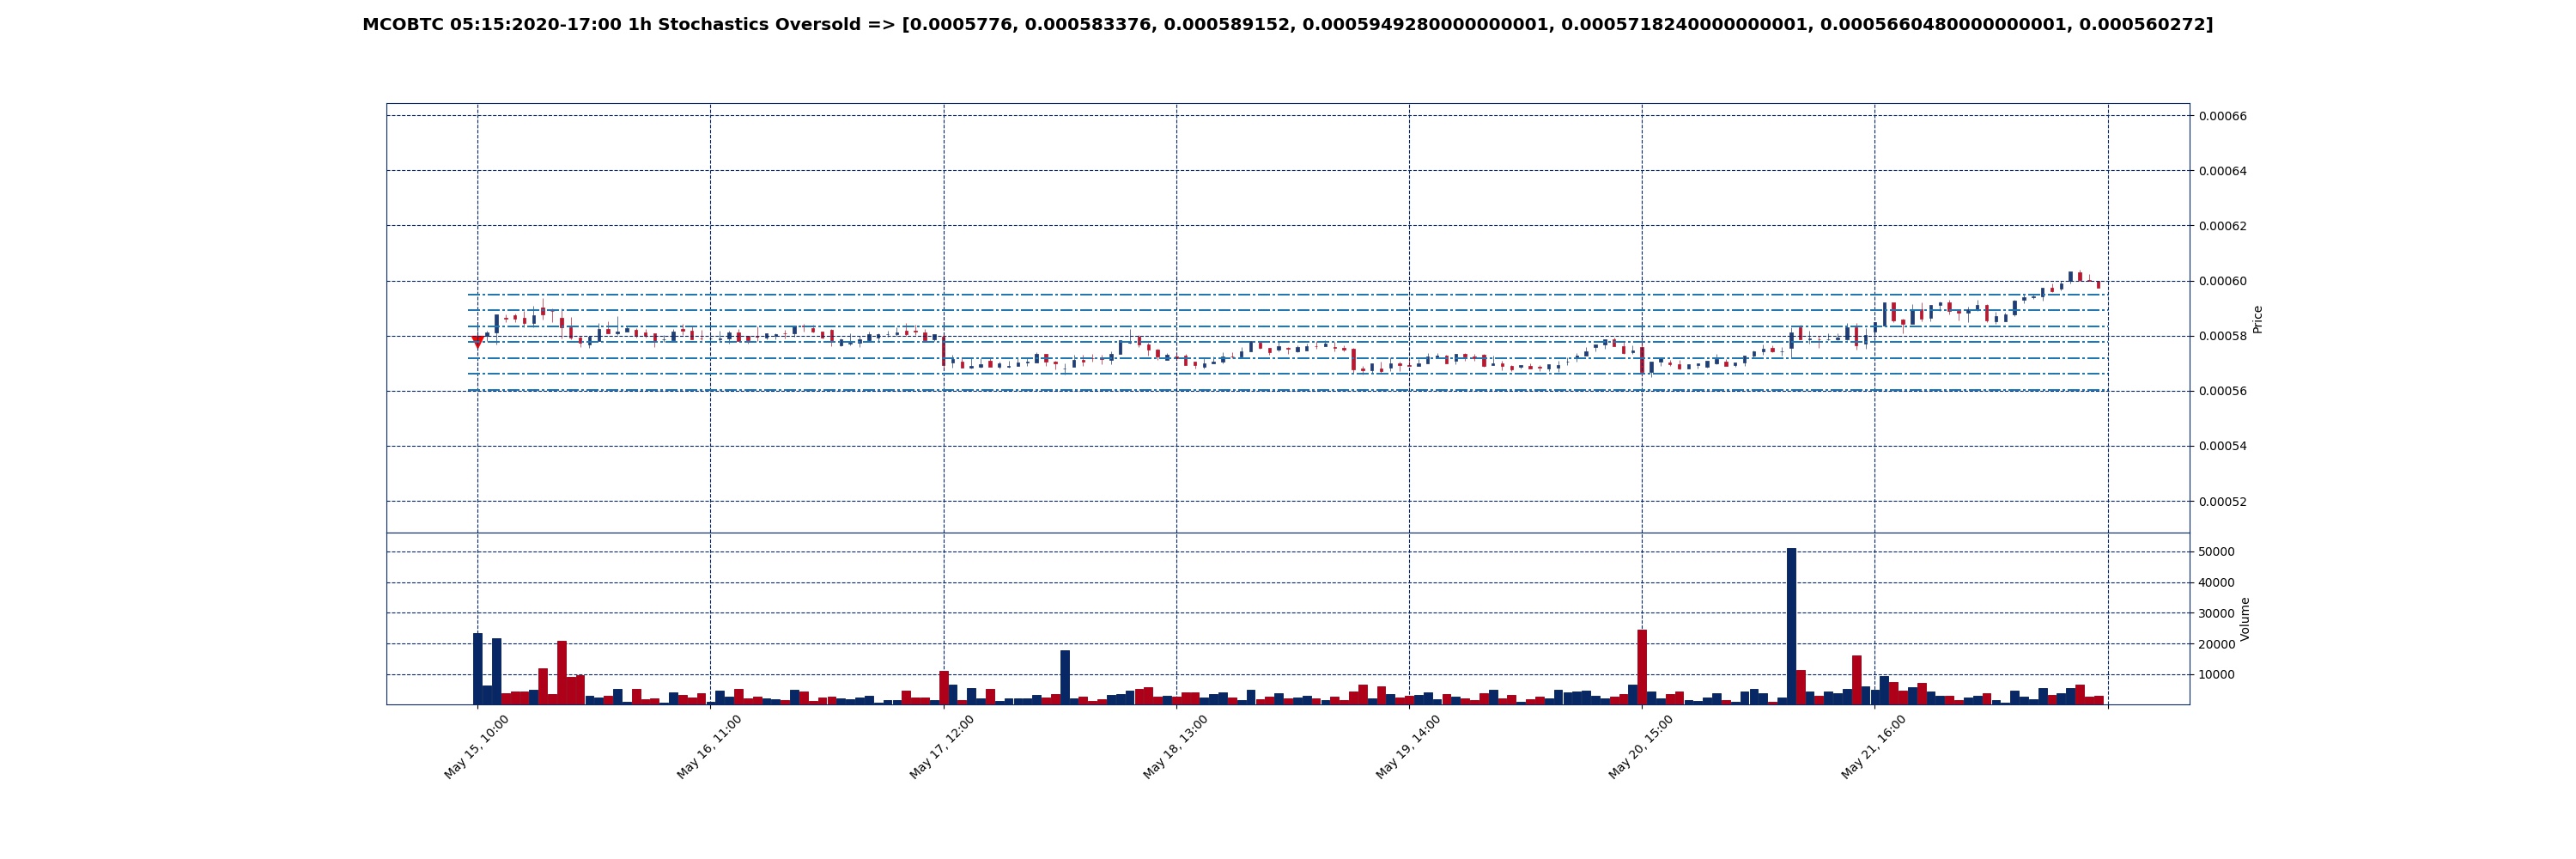 MCOBTC 05:15:2020-17:00 1h Stochastics Oversold => [0.0005776, 0.000583376, 0.000589152, 0.0005949280000000001, 0.0005718240000000001, 0.0005660480000000001, 0.000560272]
0.00066
0.00064
0.00062
0.00060
0.00058
0.00056
0.00054
0.00052
Price
50000
40000
30000
20000
10000
Volume
May 15, 10:00
May 16, 11:00
May 17, 12:00
May 18, 13:00
May 19, 14:00
May 20, 15:00
May 21, 16:00